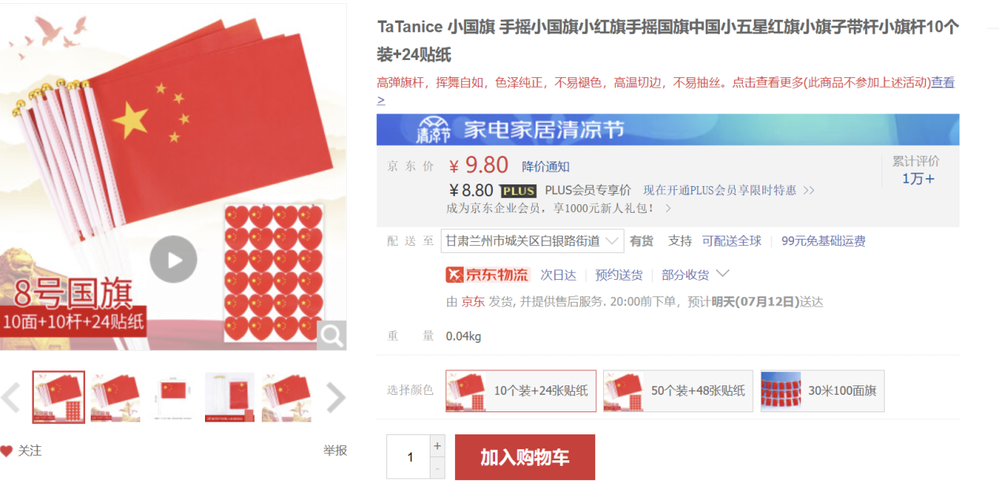 TaTanice 小国旗 手摇小国旗小红旗手摇国旗中国小五星红旗小旗子带杆小旗杆10个
装+24贴纸
高弹旗杆，挥舞自如，色泽纯正，不易褪色，高温切边，不易抽丝。点击查看更多(此商品不参加上述活动)查看
>
清凉节 家电家居清凉节
京东价 ￥9.80 降价通知
累计评价
1万+
￥8.80 PLUS PLUS会员专享价 现在开通PLUS会员享限时特惠 >>
成为京东企业会员，享1000元新人礼包！ >
配送至 甘肃兰州市城关区白银路街道 有货 支持 可配送全球 99元免基础运费
京东物流 次日达 预约送货 部分收货
由 京东 发货, 并提供售后服务. 20:00前下单，预计明天(07月12日)送达
重量 0.04kg
选择颜色 10个装+24张贴纸 50个装+48张贴纸 30米100面旗
1 + -
加入购物车
8号国旗
10面+10杆+24贴纸
关注
举报